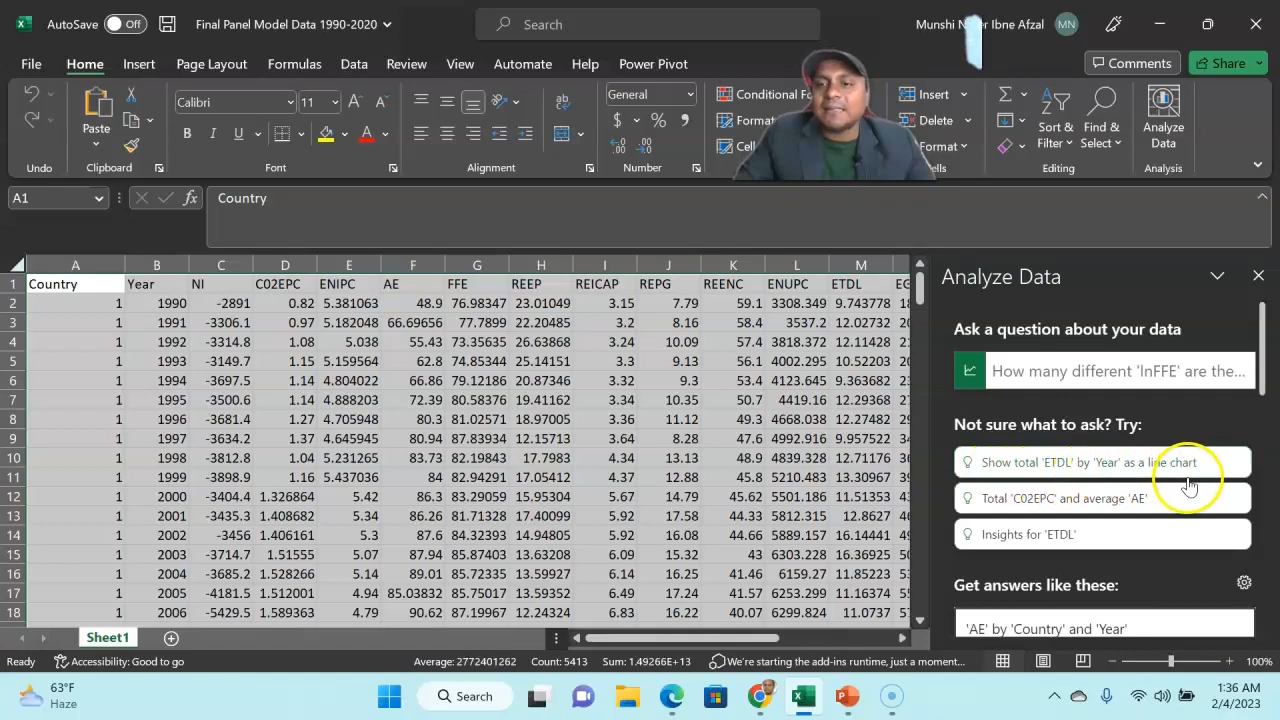 AutoSave Off Final Panel Model Data 1990-2020 Search Munshi Naser Ibne Afzal MN
File Home Insert Page Layout Formulas Data Review View Automate Help Power Pivot Comments Share
Calibri 11 General Conditional Fo Insert
Paste B I U $ % Format Delete Sort & Filter Find & Select Analyze Data
Cell Format
Undo Clipboard Font Alignment Number Cells Editing Analysis
A1 fx Country
A B C D E F G H I J K L M
1 Country Year NI C02EPC ENIPC AE FFE REEP REICAP REPG REENC ENUPC ETDL EG
2 1 1990 -2891 0.82 5.381063 48.9 76.98347 23.01049 3.15 7.79 59.1 3308.349 9.743778 18
3 1 1991 -3306.1 0.97 5.182048 66.69656 77.7899 22.20485 3.2 8.16 58.4 3537.2 12.02732
4 1 1992 -3314.8 1.08 5.038 55.43 73.35635 26.63868 3.24 10.09 57.4 3818.372 12.11428
5 1 1993 -3149.7 1.15 5.159564 62.8 74.85344 25.14151 3.3 9.13 56.1 4002.295 10.52203
6 1 1994 -3697.5 1.14 4.804022 66.86 79.12186 20.87346 3.32 9.3 53.4 4123.645 9.363682
7 1 1995 -3500.6 1.14 4.888203 72.39 80.58376 19.41162 3.34 10.35 50.7 4419.16 12.29368
8 1 1996 -3681.4 1.27 4.705948 80.3 81.02571 18.97005 3.36 11.12 49.3 4668.038 12.27482
9 1 1997 -3634.2 1.37 4.645945 80.94 87.83934 12.15713 3.64 8.28 47.6 4992.916 9.957522
10 1 1998 -3812.8 1.04 5.231385 83.73 82.23616 17.7983 4.34 9.96 48.9 4839.328 12.71176
11 1 1999 -3898.9 1.16 5.437036 84 82.94291 17.05412 4.37 12.89 45.8 5210.483 13.30967
12 1 2000 -3404.4 1.326864 5.42 86.3 83.29059 15.95304 5.67 14.79 45.62 5501.186 11.51353
13 1 2001 -3435.3 1.408682 5.34 86.26 81.38713 17.40099 5.92 17.58 44.33 5812.315 12.8627
14 1 2002 -3456 1.406161 5.3 87.6 84.32393 14.94805 5.92 16.08 44.66 5889.157 16.14441
15 1 2003 -3714.7 1.51555 5.07 87.94 85.87403 13.63208 6.09 15.32 43 6303.228 16.36925
16 1 2004 -3685.2 1.528266 5.14 89.01 85.72335 13.59927 6.14 16.25 41.46 6159.27 11.85223
17 1 2005 -4181.5 1.512001 4.94 85.03832 85.75075 13.59352 6.49 17.24 41.57 6253.299 11.16374
18 1 2006 -5429.5 1.589363 4.79 90.62 87.19967 12.24324 6.83 16.22 40.07 6299.824 11.0737
Sheet1
Analyze Data
Ask a question about your data
How many different 'lnFFE' are the...
Not sure what to ask? Try:
Show total 'ETDL' by 'Year' as a line chart
Total 'C02EPC' and average 'AE'
Insights for 'ETDL'
Get answers like these:
'AE' by 'Country' and 'Year'
Ready Accessibility: Good to go Average: 2772401262 Count: 5413 Sum: 1.49266E+13 We're starting the add-ins runtime, just a moment... 100%
63°F
Haze
Search
1:36 AM
2/4/2023